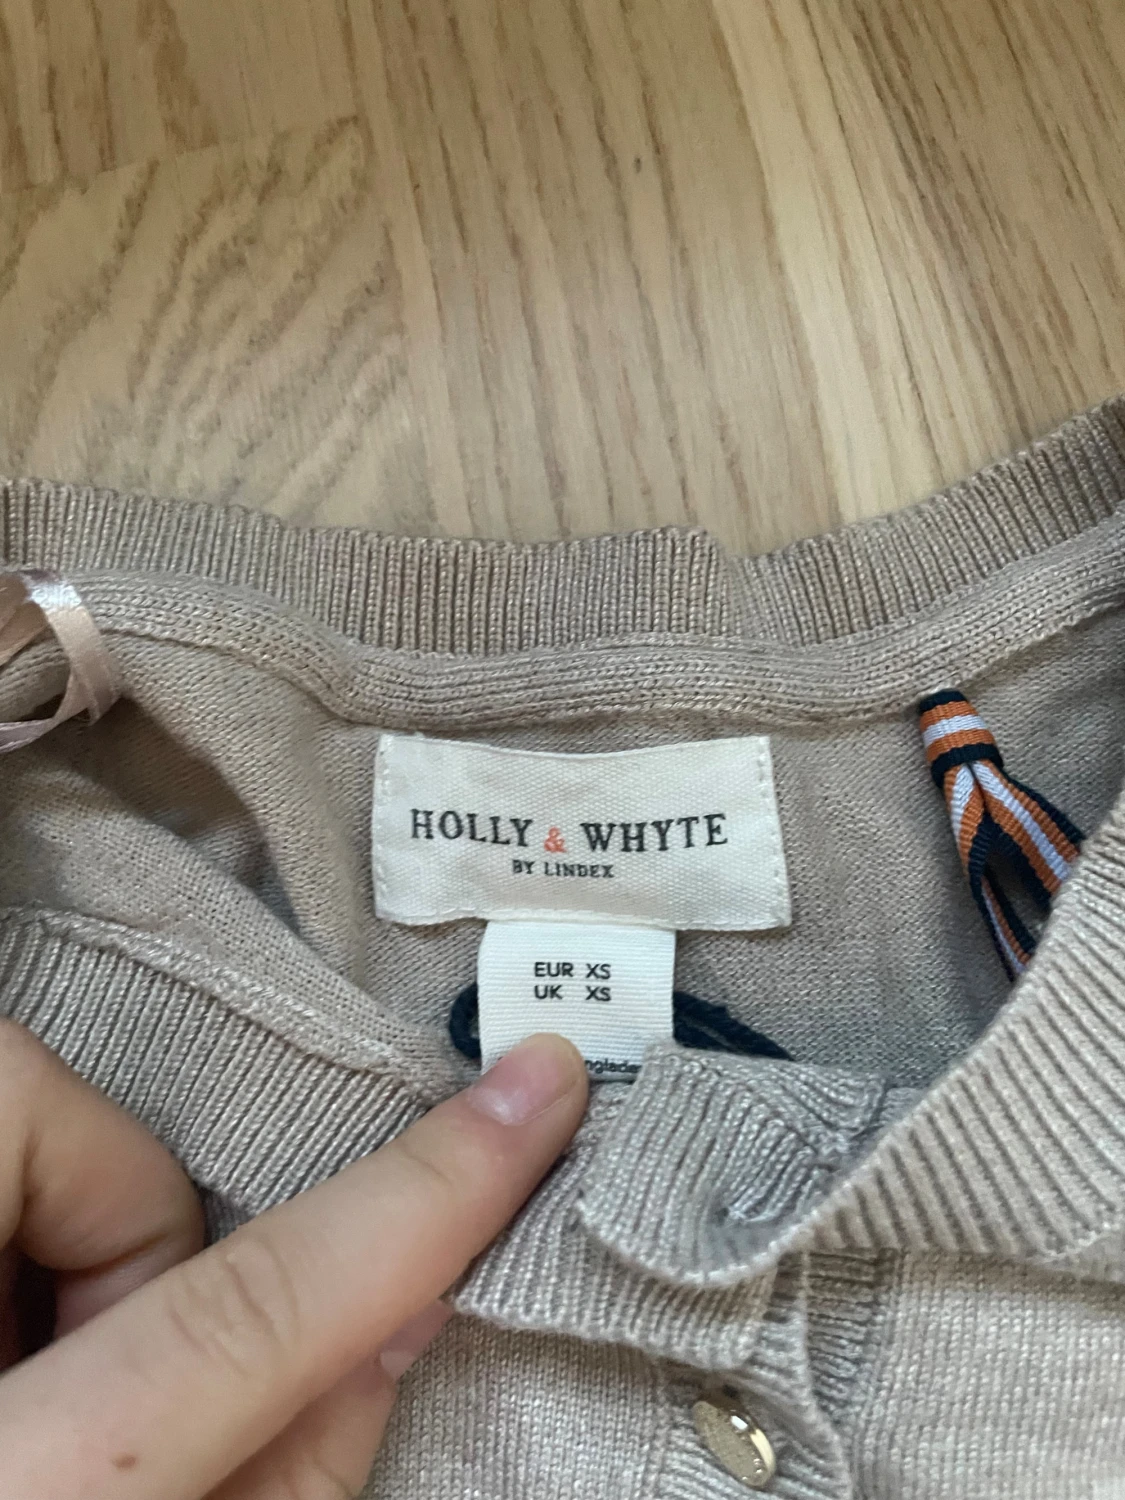 HOLLY & WHYTE
BY LINDEX
EUR XS
UK XS